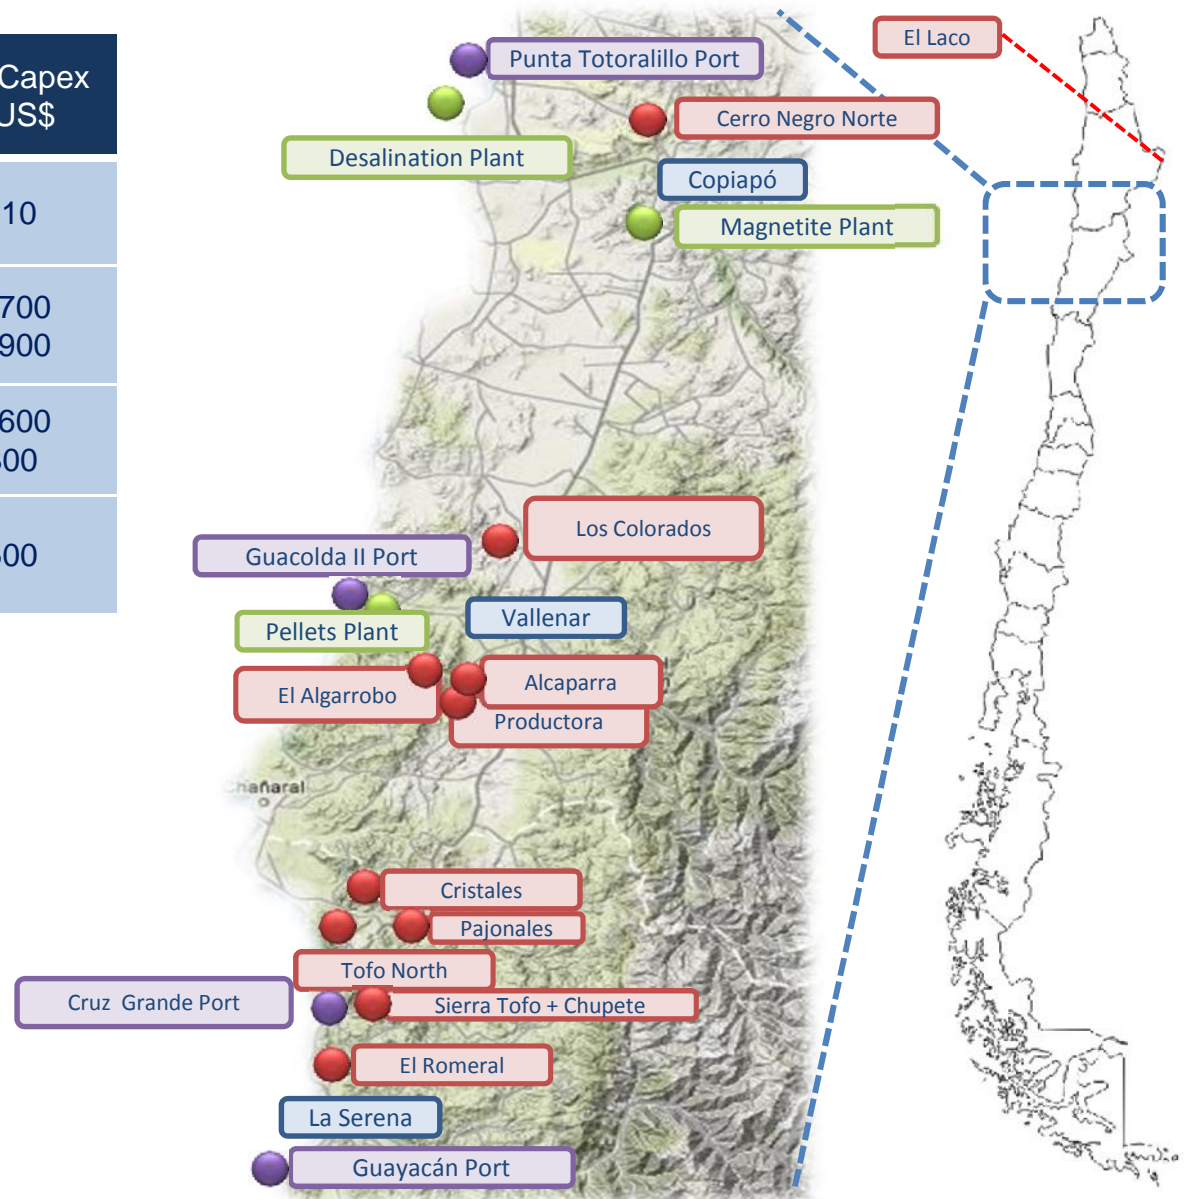 Capex
US$
10
700
900
600
00
00
El Laco
Punta Totoralillo Port
Cerro Negro Norte
Desalination Plant
Copiapó
Magnetite Plant
Los Colorados
Guacolda II Port
Vallenar
Pellets Plant
Alcaparra
El Algarrobo
Productora
Chañaral
Cristales
Pajonales
Tofo North
Cruz Grande Port
Sierra Tofo + Chupete
El Romeral
La Serena
Guayacán Port